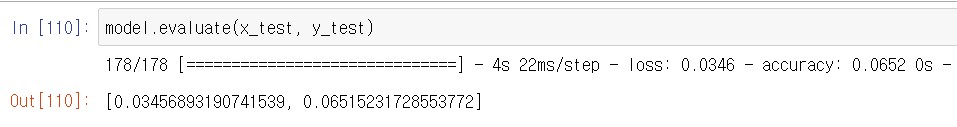 In [110]: model.evaluate(x_test, y_test)
178/178 [==============================] - 4s 22ms/step - loss: 0.0346 - accuracy: 0.0652 0s -
Out[110]: [0.03456893190741539, 0.06515231728553772]